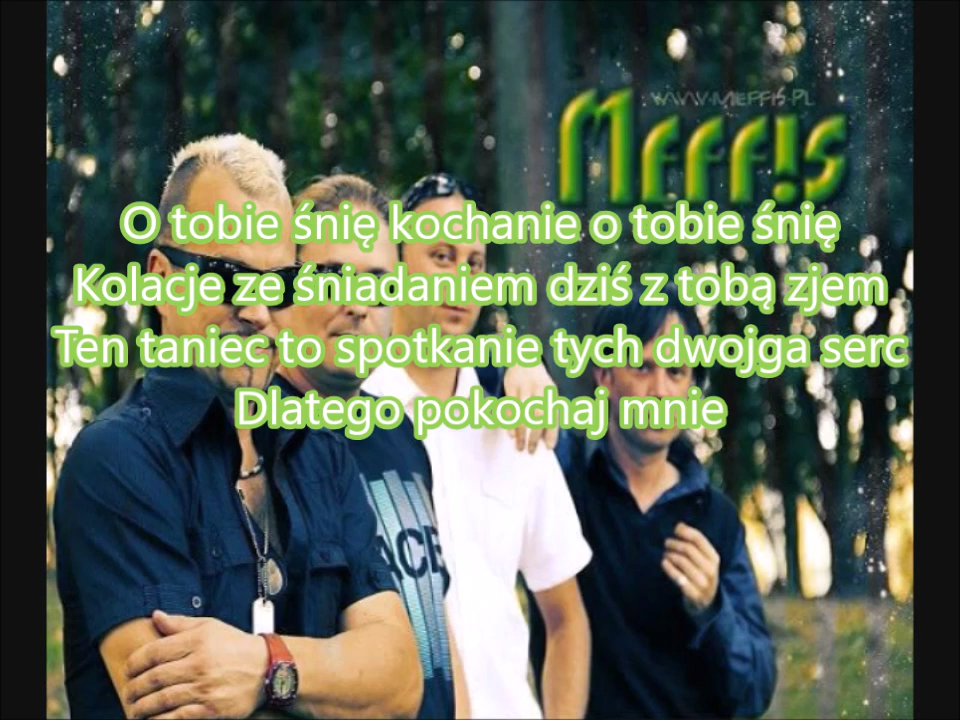 WWW.MEFFIS.PL
Meffis
O tobie śnię kochanie o tobie śnię
Kolacje ze śniadaniem dziś z tobą zjem
Ten taniec to spotkanie tych dwojga serc
Dlatego pokochaj mnie
ACE